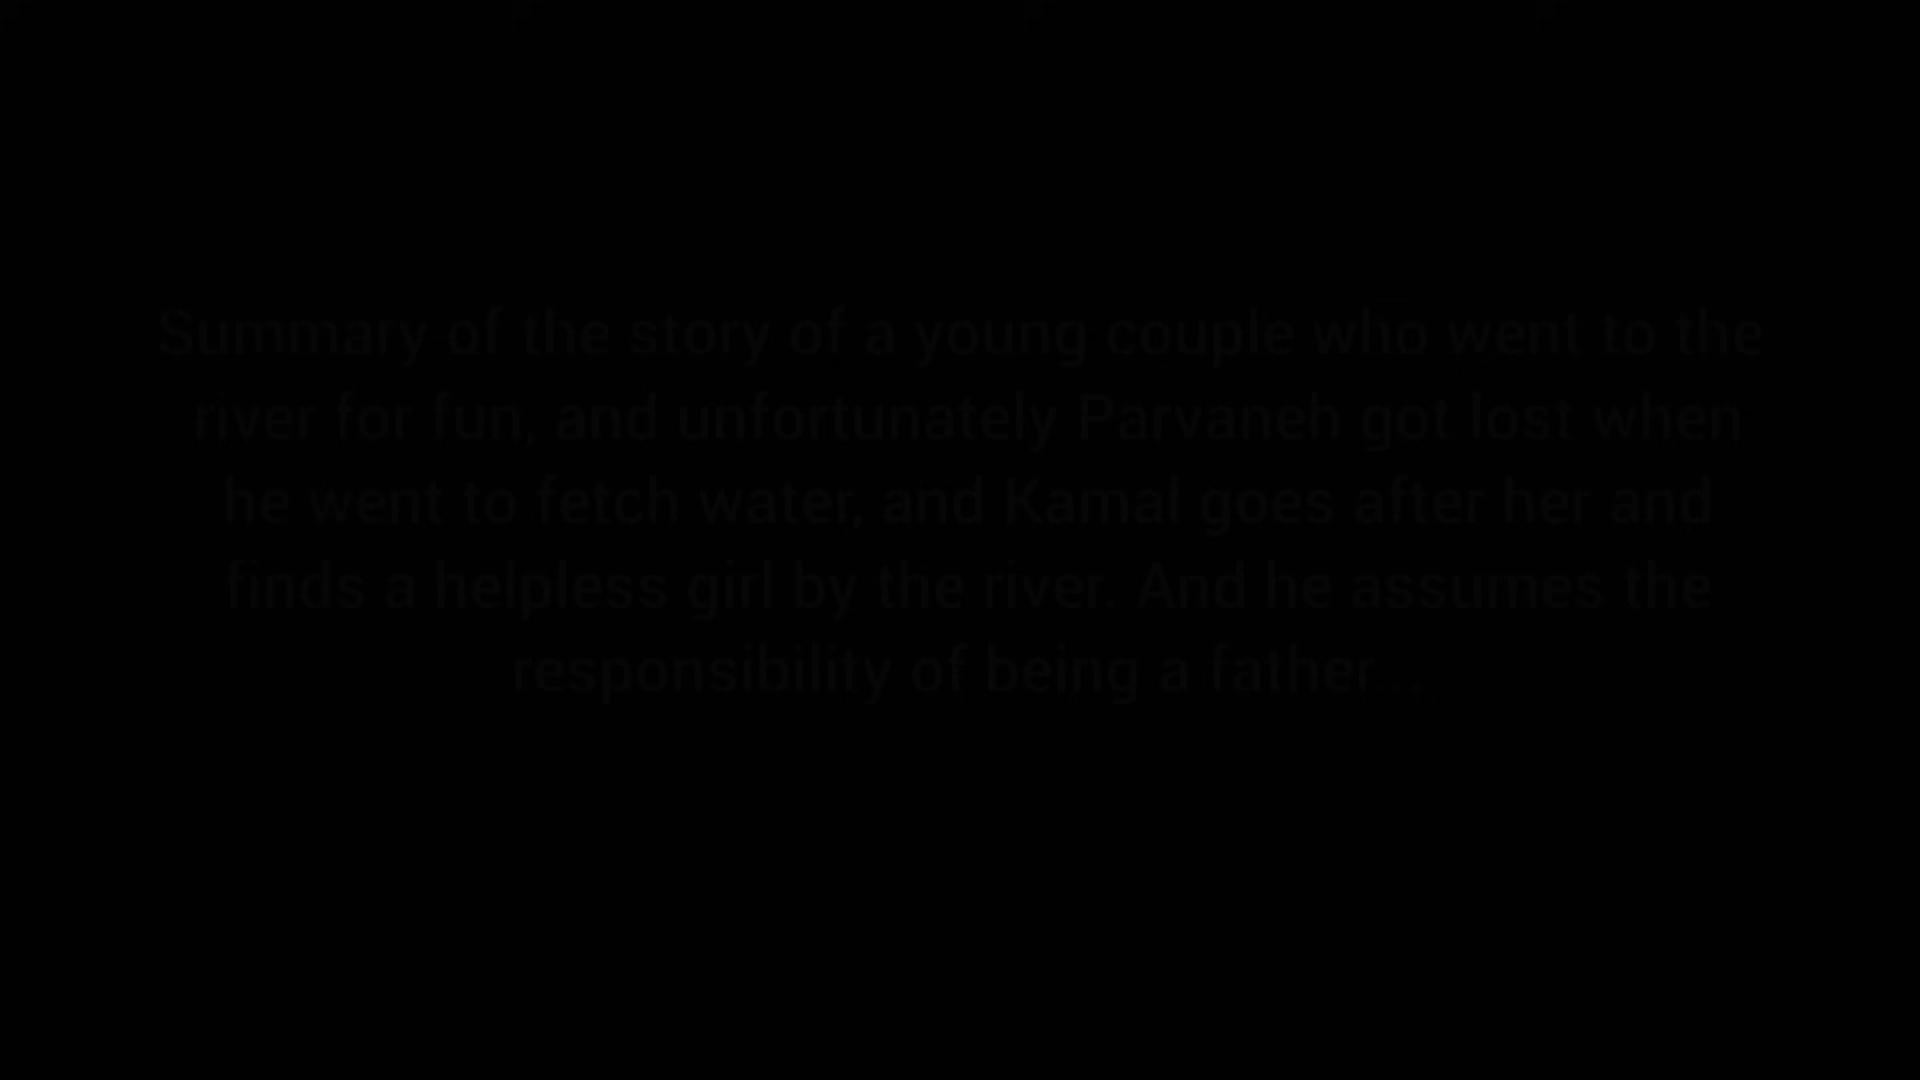 Summary of the story of a young couple who went to the
river for fun, and unfortunately Parvaneh got lost when
he went to fetch water, and Kamal goes after her and
finds a helpless girl by the river. And he assumes the
responsibility of being a father...